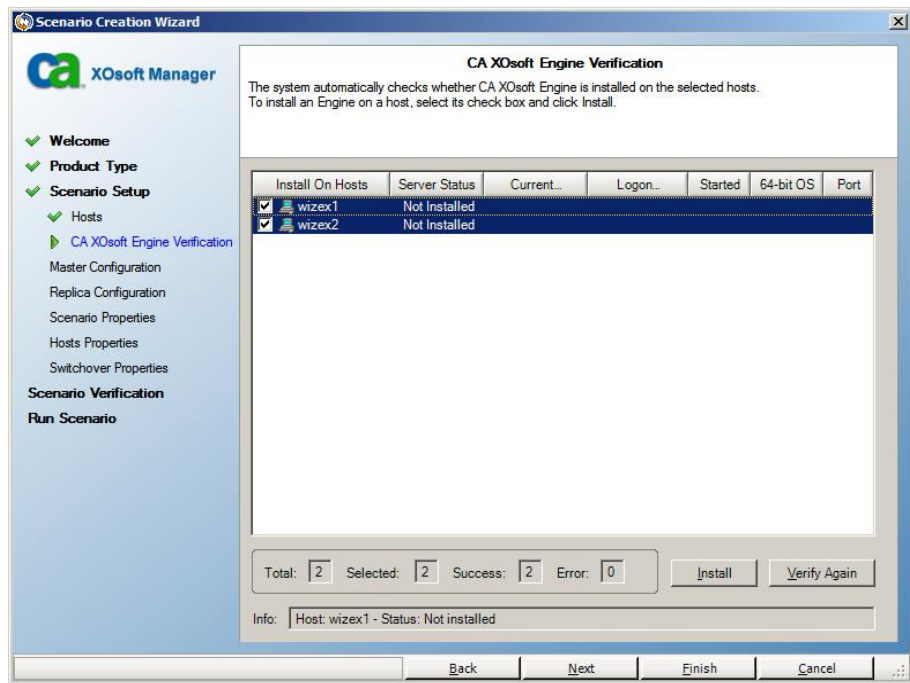 Scenario Creation Wizard
ca XOsoft Manager
Welcome
Product Type
Scenario Setup
Hosts
CA XOsoft Engine Verification
Master Configuration
Replica Configuration
Scenario Properties
Hosts Properties
Switchover Properties
Scenario Verification
Run Scenario
CA XOsoft Engine Verification
The system automatically checks whether CA XOsoft Engine is installed on the selected hosts.
To install an Engine on a host, select its check box and click Install.
Install On Hosts Server Status Current... Logon... Started 64-bit OS Port
wizex1 Not Installed
wizex2 Not Installed
Total: 2 Selected: 2 Success: 2 Error: 0 Install Verify Again
Info: Host: wizex1 - Status: Not installed
Back Next Finish Cancel